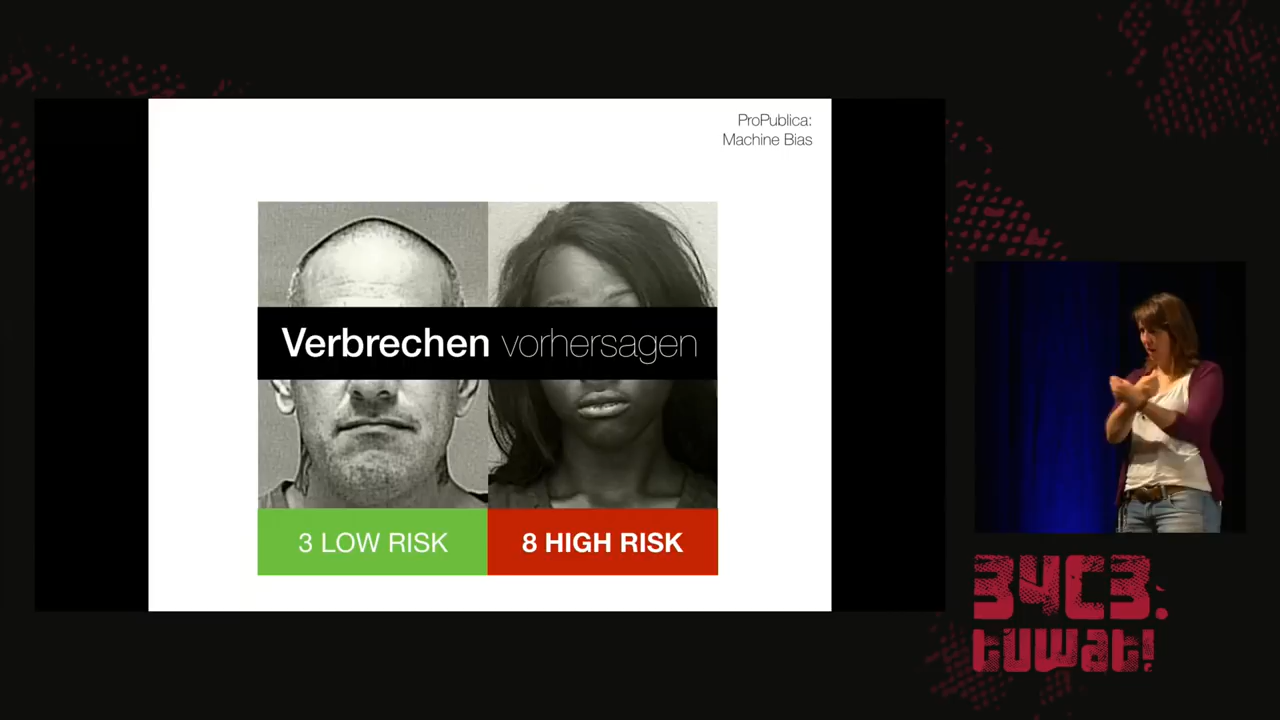 ProPublica:
Machine Bias
Verbrechen vorhersagen
3 LOW RISK
8 HIGH RISK
34C3.
tuwat!